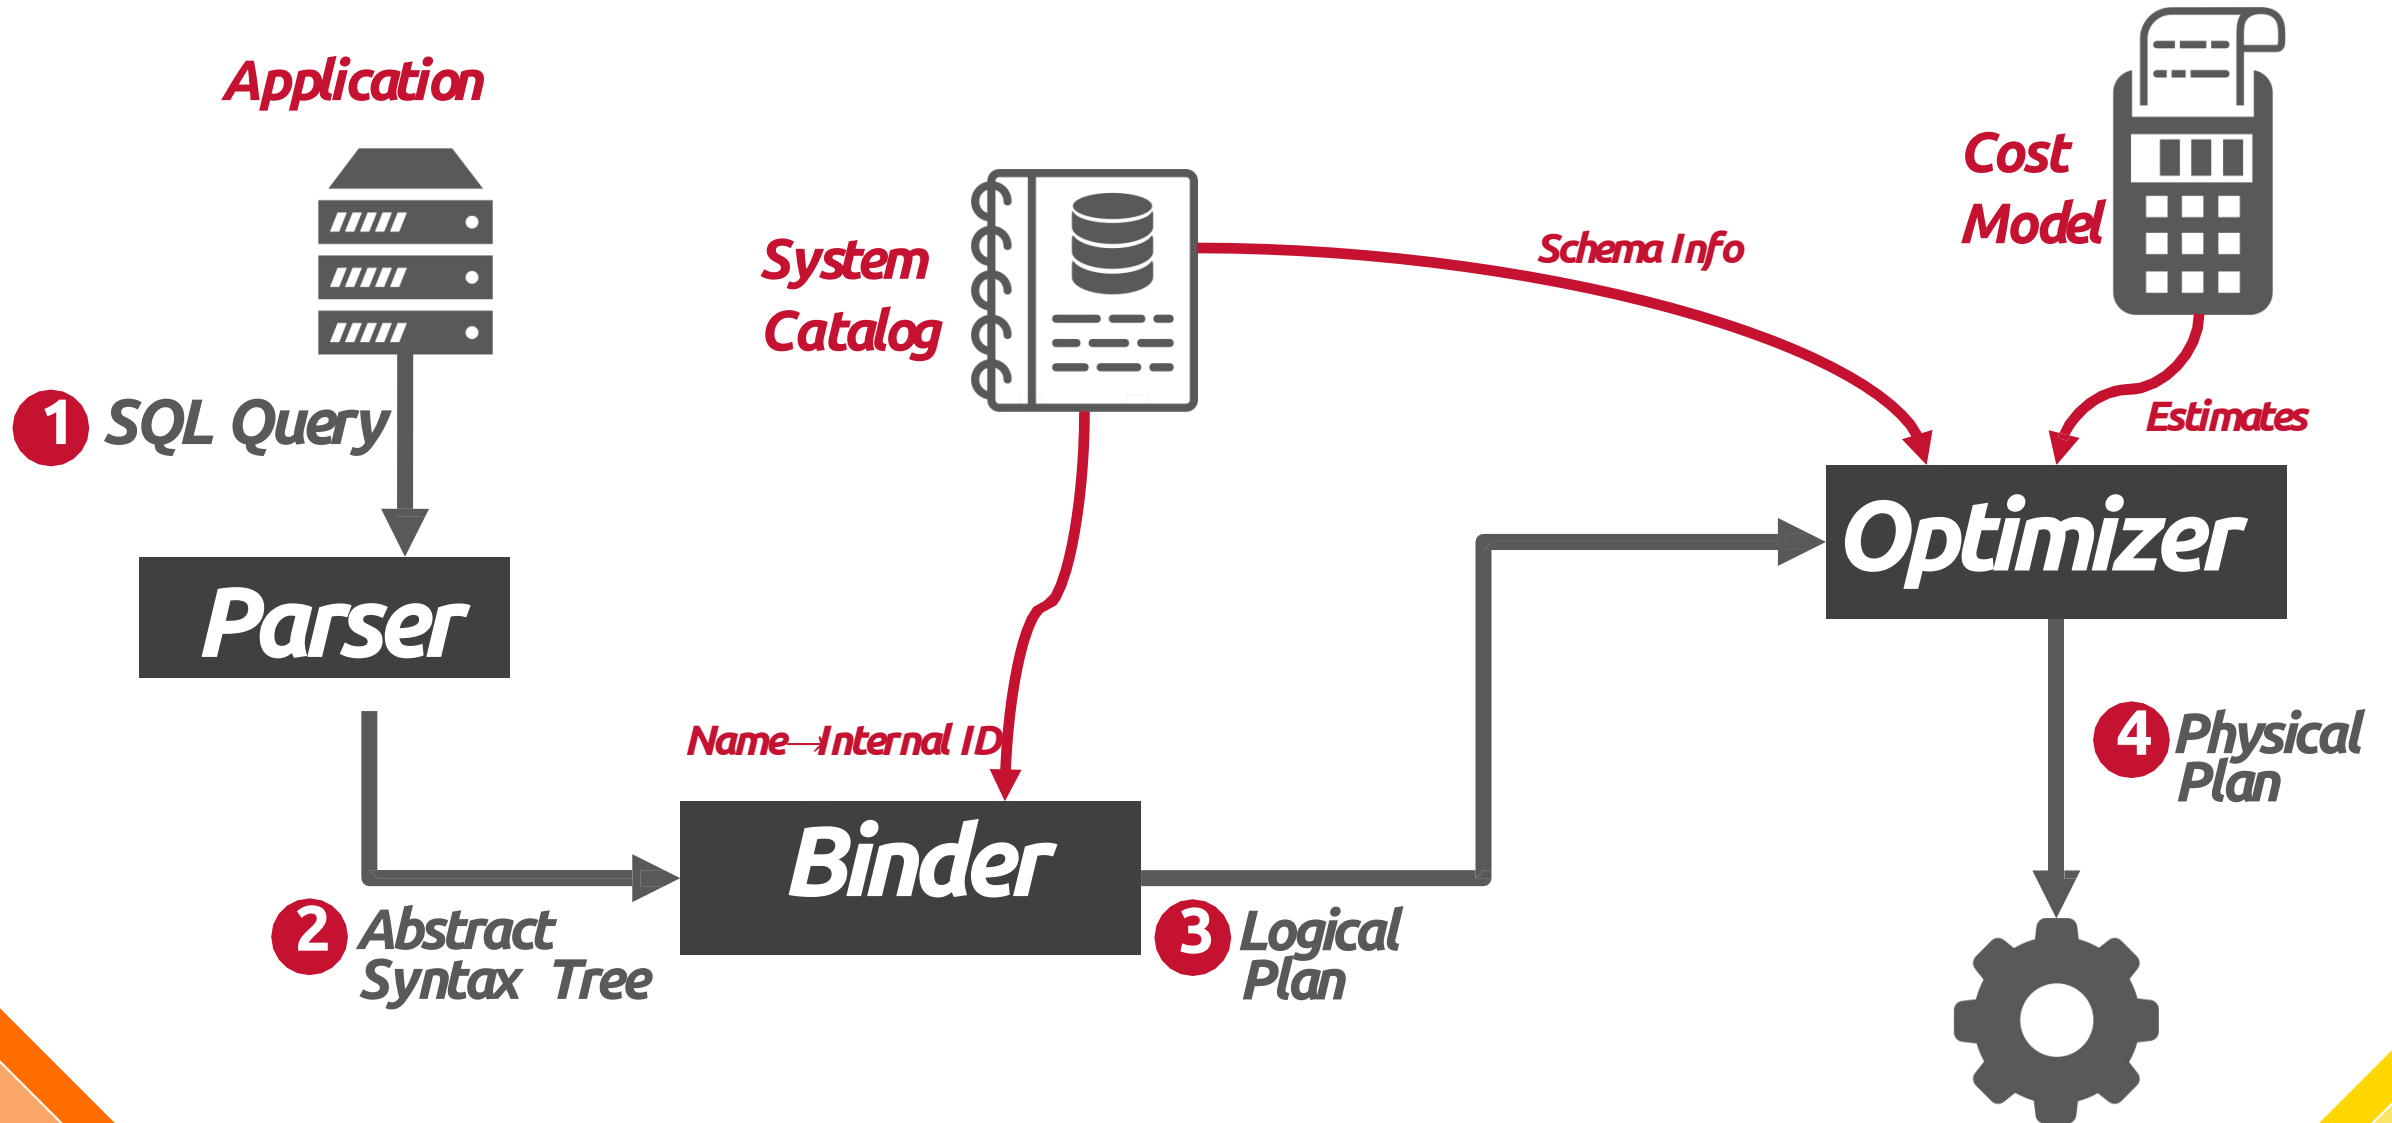 Application
Cost
Model
System
Catalog
Schema Info
1 SQL Query
Estimates
Optimizer
Parser
Name→Internal ID
4 Physical
Plan
Binder
2 Abstract
Syntax Tree
3 Logical
Plan